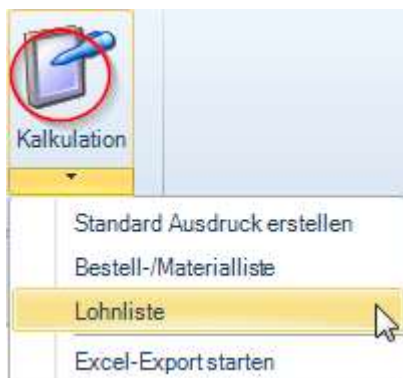 Kalkulation
Standard Ausdruck erstellen
Bestell-/Materialliste
Lohnliste
Excel-Export starten